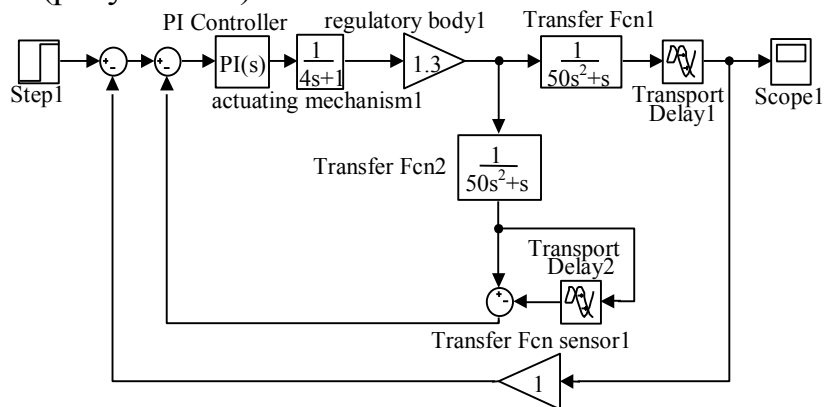 PI Controller
regulatory body1
Transfer Fcn1
Step1
+
-
+
-
PI(s)
1
4s+1
actuating mechanism1
1.3
1
50s²+s
Transport
Delay1
Scope1
Transfer Fcn2
1
50s²+s
Transport
Delay2
+
-
Transfer Fcn sensor1
1